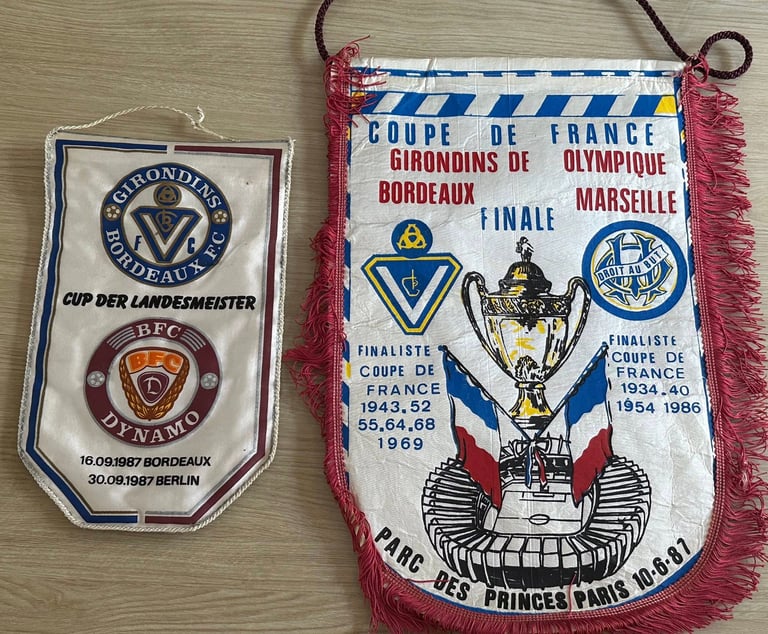 GIRONDINS
F C
BORDEAUX FC
CUP DER LANDESMEISTER
BFC
BFC
D
DYNAMO
16.09.1987 BORDEAUX
30.09.1987 BERLIN
COUPE DE FRANCE
GIRONDINS DE
BORDEAUX
OLYMPIQUE
MARSEILLE
FINALE
DROIT AU BUT
FINALISTE
COUPE DE
FRANCE
1943.52
55.64.68
1969
FINALISTE
COUPE DE
FRANCE
1934.40
1954 1986
PARC DES PRINCES PARIS 10-6-87